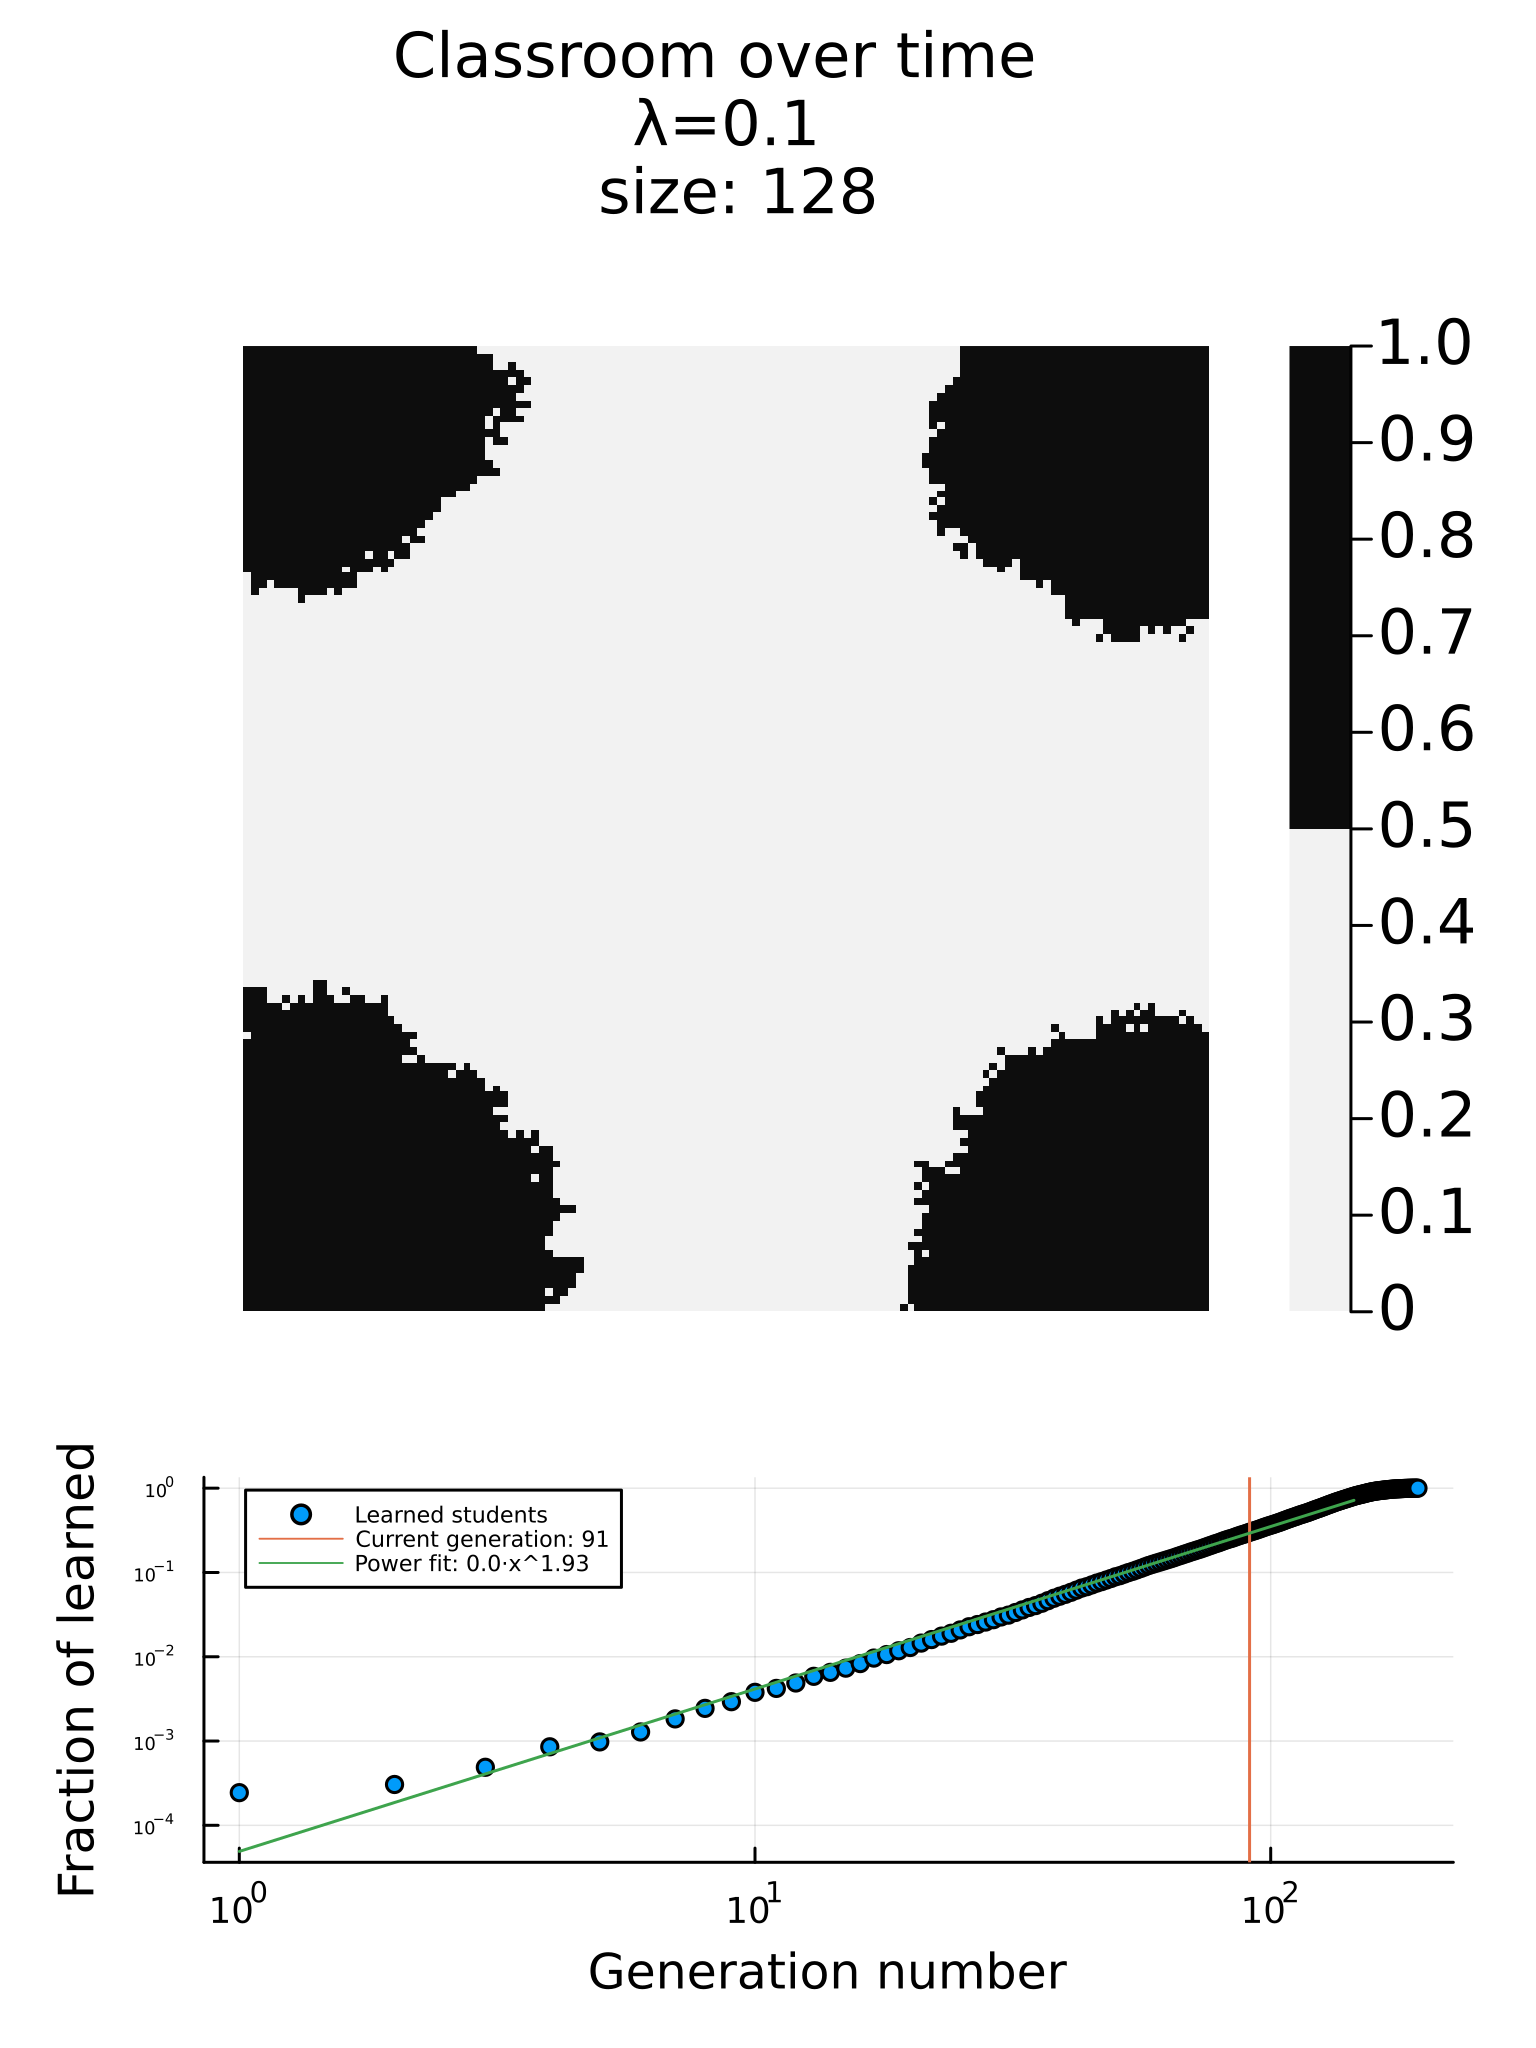 Classroom over time
λ=0.1
size: 128
1.0
0.9
0.8
0.7
0.6
0.5
0.4
0.3
0.2
0.1
0
Fraction of learned
10^0
10^−1
10^−2
10^−3
10^−4
Learned students
Current generation: 91
Power fit: 0.0·x^1.93
10^0 10^1 10^2
Generation number